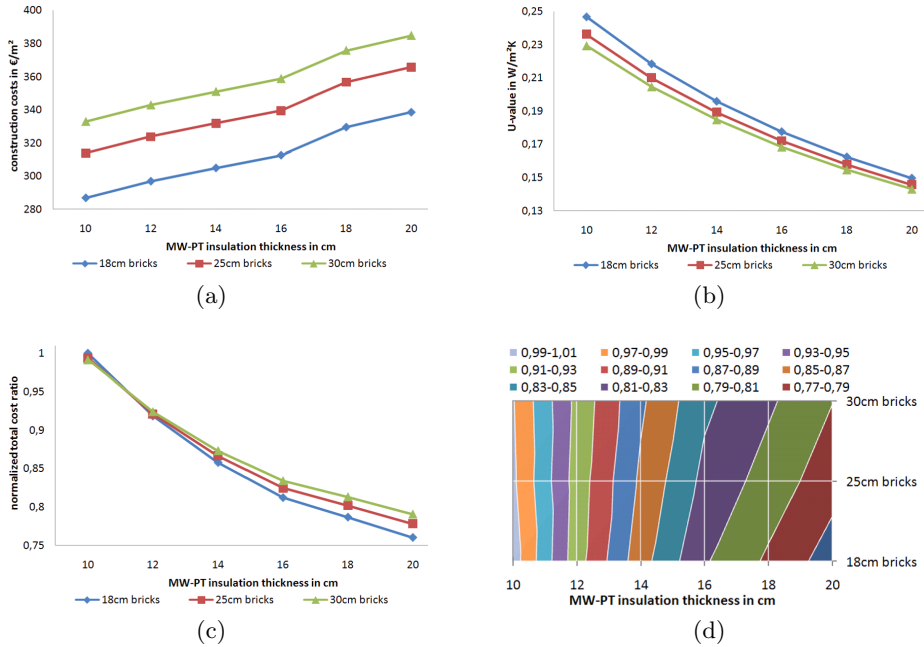 construction costs in €/m²
400
380
360
340
320
300
280
10 12 14 16 18 20
MW-PT insulation thickness in cm
18cm bricks 25cm bricks 30cm bricks
(a)
U-value in W/m²K
0,25
0,23
0,21
0,19
0,17
0,15
0,13
10 12 14 16 18 20
MW-PT insulation thickness in cm
18cm bricks 25cm bricks 30cm bricks
(b)
normalized total cost ratio
1
0,95
0,9
0,85
0,8
0,75
10 12 14 16 18 20
MW-PT insulation thickness in cm
18cm bricks 25cm bricks 30cm bricks
(c)
0,99-1,01 0,97-0,99 0,95-0,97 0,93-0,95
0,91-0,93 0,89-0,91 0,87-0,89 0,85-0,87
0,83-0,85 0,81-0,83 0,79-0,81 0,77-0,79
30cm bricks
25cm bricks
18cm bricks
10 12 14 16 18 20
MW-PT insulation thickness in cm
(d)